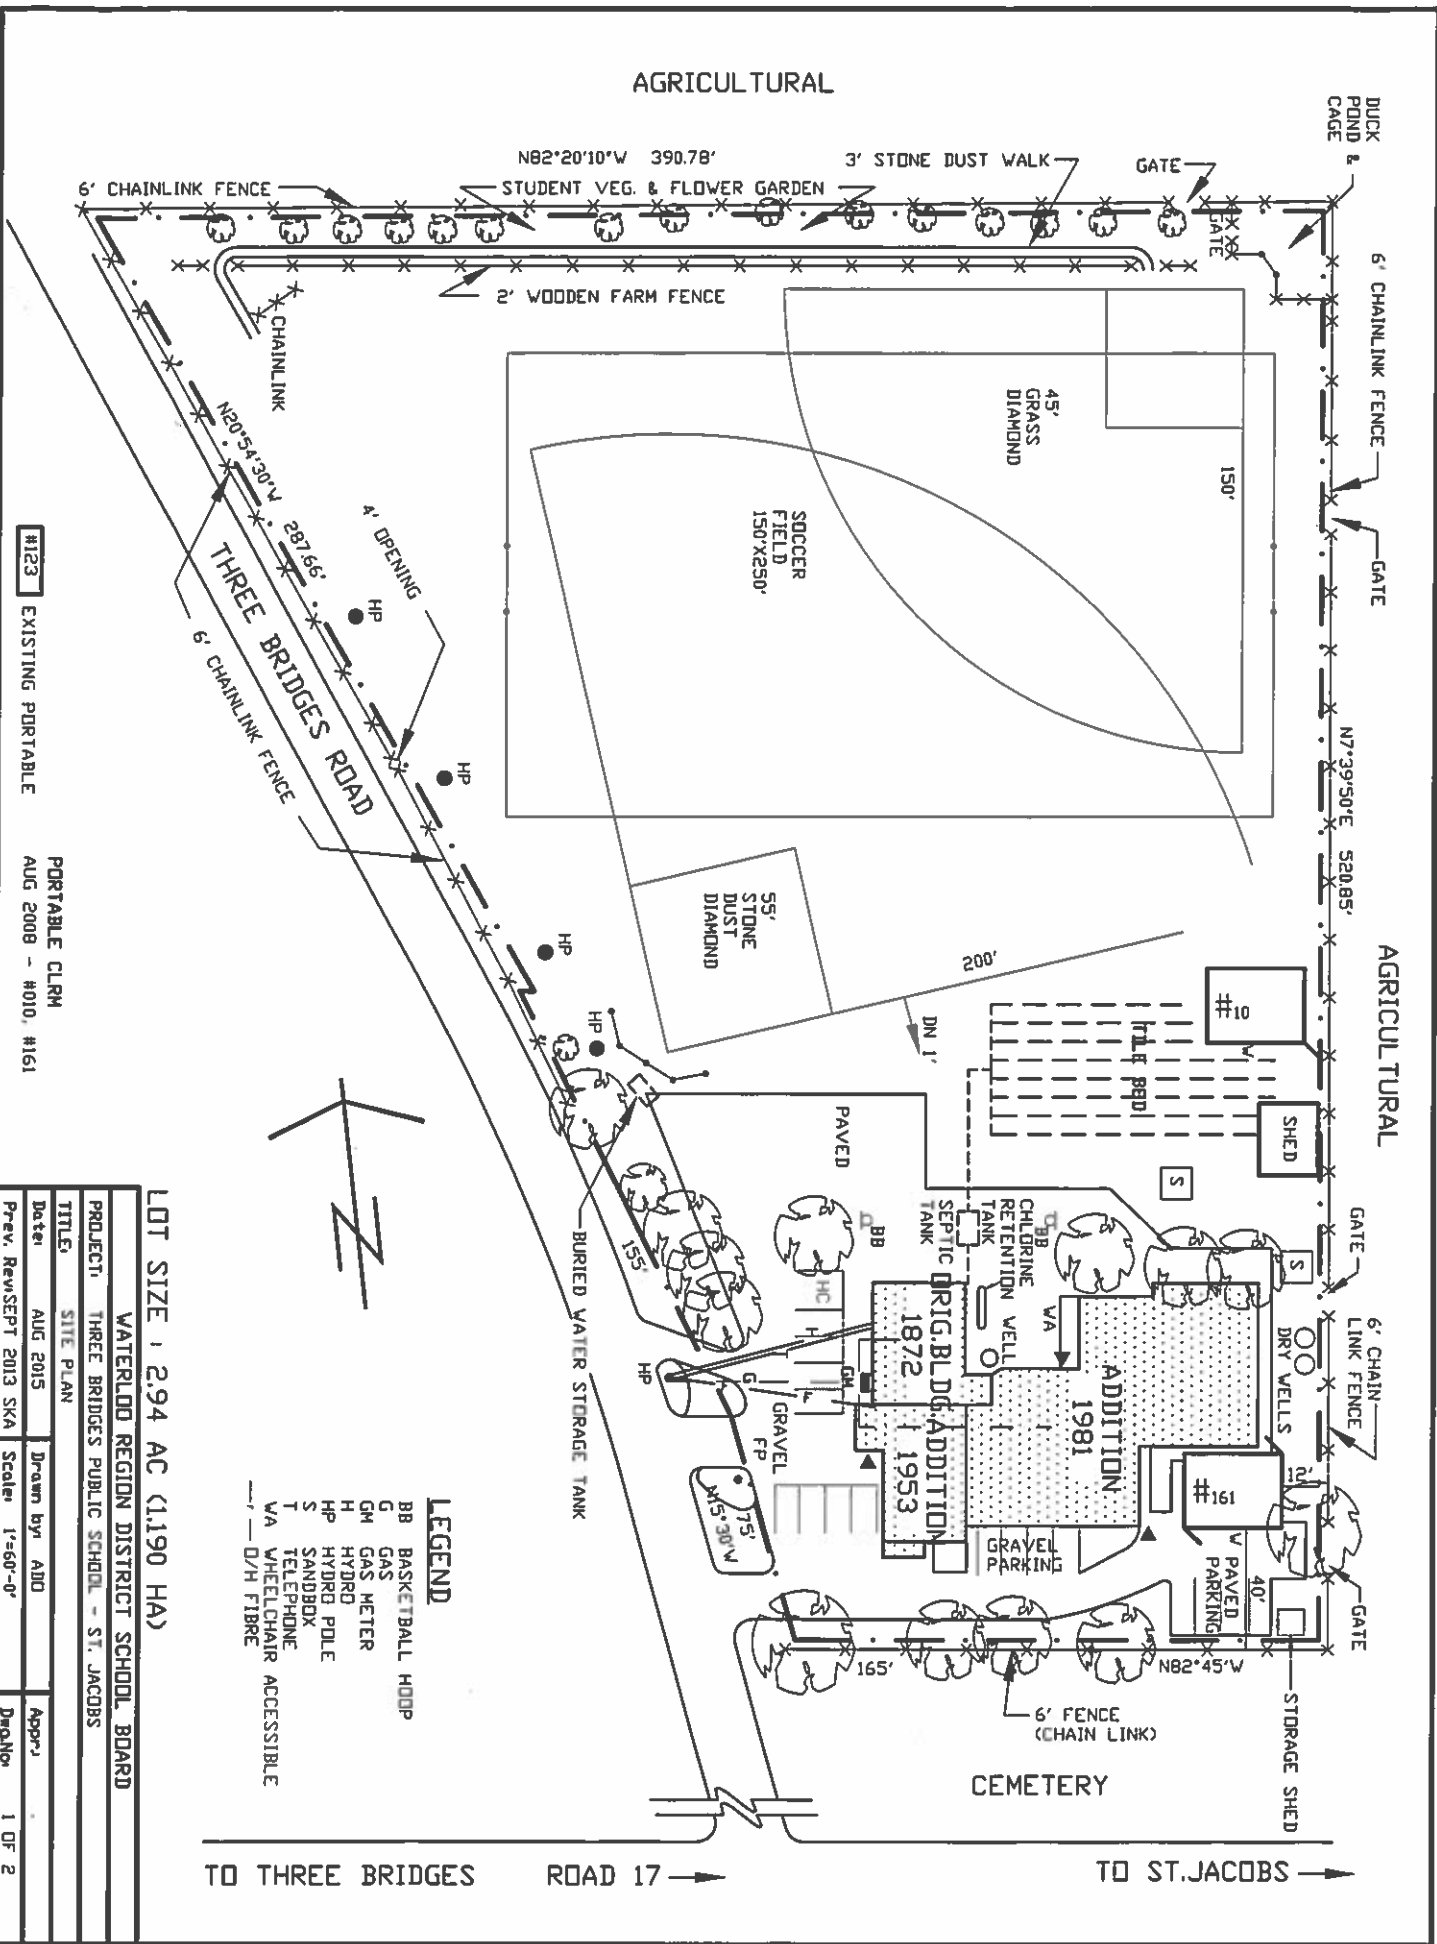 AGRICULTURAL
DUCK
POND &
CAGE
N82°20'10"W 390.78'
3' STONE DUST WALK
GATE
6' CHAINLINK FENCE
STUDENT VEG. & FLOWER GARDEN
GATE
6' CHAINLINK FENCE
2' WOODEN FARM FENCE
CHAINLINK
45'
GRASS
DIAMOND
150'
GATE
N20°54'30"W 287.66'
4' OPENING
SOCCER
FIELD
150'X250'
HP
THREE BRIDGES ROAD
6' CHAINLINK FENCE
HP
N7°39'50"E 520.85'
AGRICULTURAL
55'
STONE
DUST
DIAMOND
200'
HP
HP
DN 1'
#10
W
TILE BED
SHED
PAVED
S
GATE
6' CHAIN
LINK FENCE
BB
SEPTIC
TANK
CHLORINE
RETENTION
TANK
BB
WELL
WA
S
DRY WELLS
155'
BURIED WATER STORAGE TANK
HC
H
T
G
F
HP
GM
ORIG.BLDG.
1872
ADDITION
1953
ADDITION
1981
GRAVEL
FP
75'
N15°30'W
GRAVEL
PARKING
#161
12'
W
PAVED
PARKING
40'
GATE
165'
N82°45'W
6' FENCE
(CHAIN LINK)
STORAGE SHED
CEMETERY
TO THREE BRIDGES
ROAD 17
TO ST.JACOBS
LEGEND
BB BASKETBALL HOOP
G GAS
GM GAS METER
H HYDRO
HP HYDRO POLE
S SANDBOX
T TELEPHONE
WA WHEELCHAIR ACCESSIBLE
O/H FIBRE
#123 EXISTING PORTABLE
PORTABLE CLRM
AUG 2008 - #010, #161
LOT SIZE : 2.94 AC (1.190 HA)
WATERLOO REGION DISTRICT SCHOOL BOARD
PROJECT: THREE BRIDGES PUBLIC SCHOOL - ST. JACOBS
TITLE: SITE PLAN
Date: AUG 2015 Drawn by: ADO Appr.:
Prev. Rev:SEPT 2013 SKA Scale: 1"=60'-0" Dwg.No: 1 OF 2